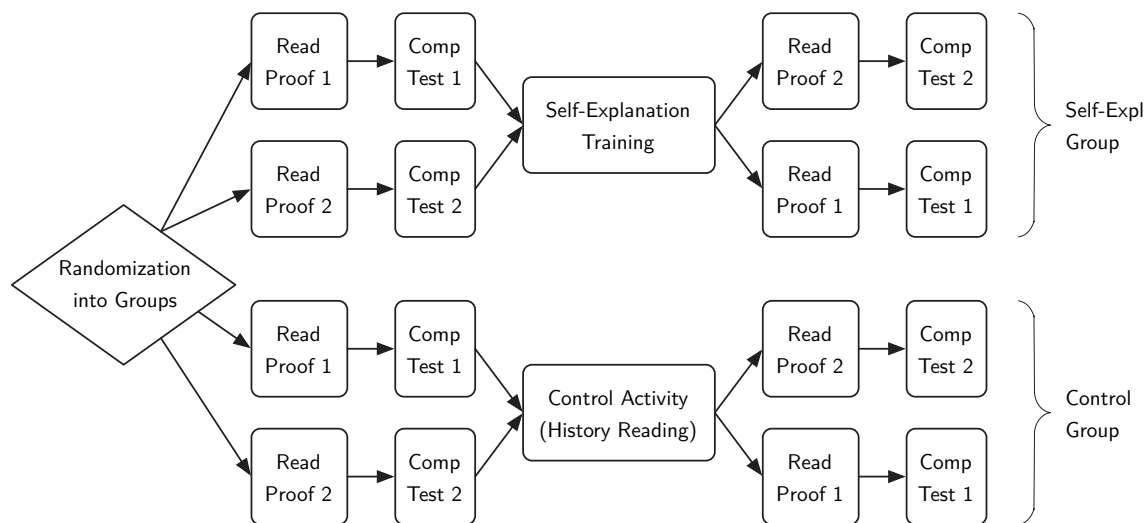 Read
Proof 1
Comp
Test 1
Read
Proof 2
Comp
Test 2
Self-Explanation
Training
Self-Expl
Group
Read
Proof 2
Comp
Test 2
Read
Proof 1
Comp
Test 1
Randomization
into Groups
Read
Proof 1
Comp
Test 1
Read
Proof 2
Comp
Test 2
Control Activity
(History Reading)
Control
Group
Read
Proof 2
Comp
Test 2
Read
Proof 1
Comp
Test 1